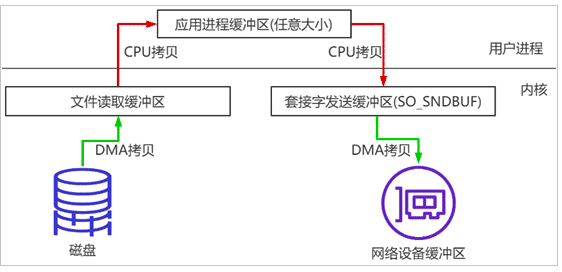 应用进程缓冲区(任意大小)
CPU拷贝
CPU拷贝
用户进程
内核
文件读取缓冲区
套接字发送缓冲区(SO_SNDBUF)
DMA拷贝
DMA拷贝
磁盘
网络设备缓冲区